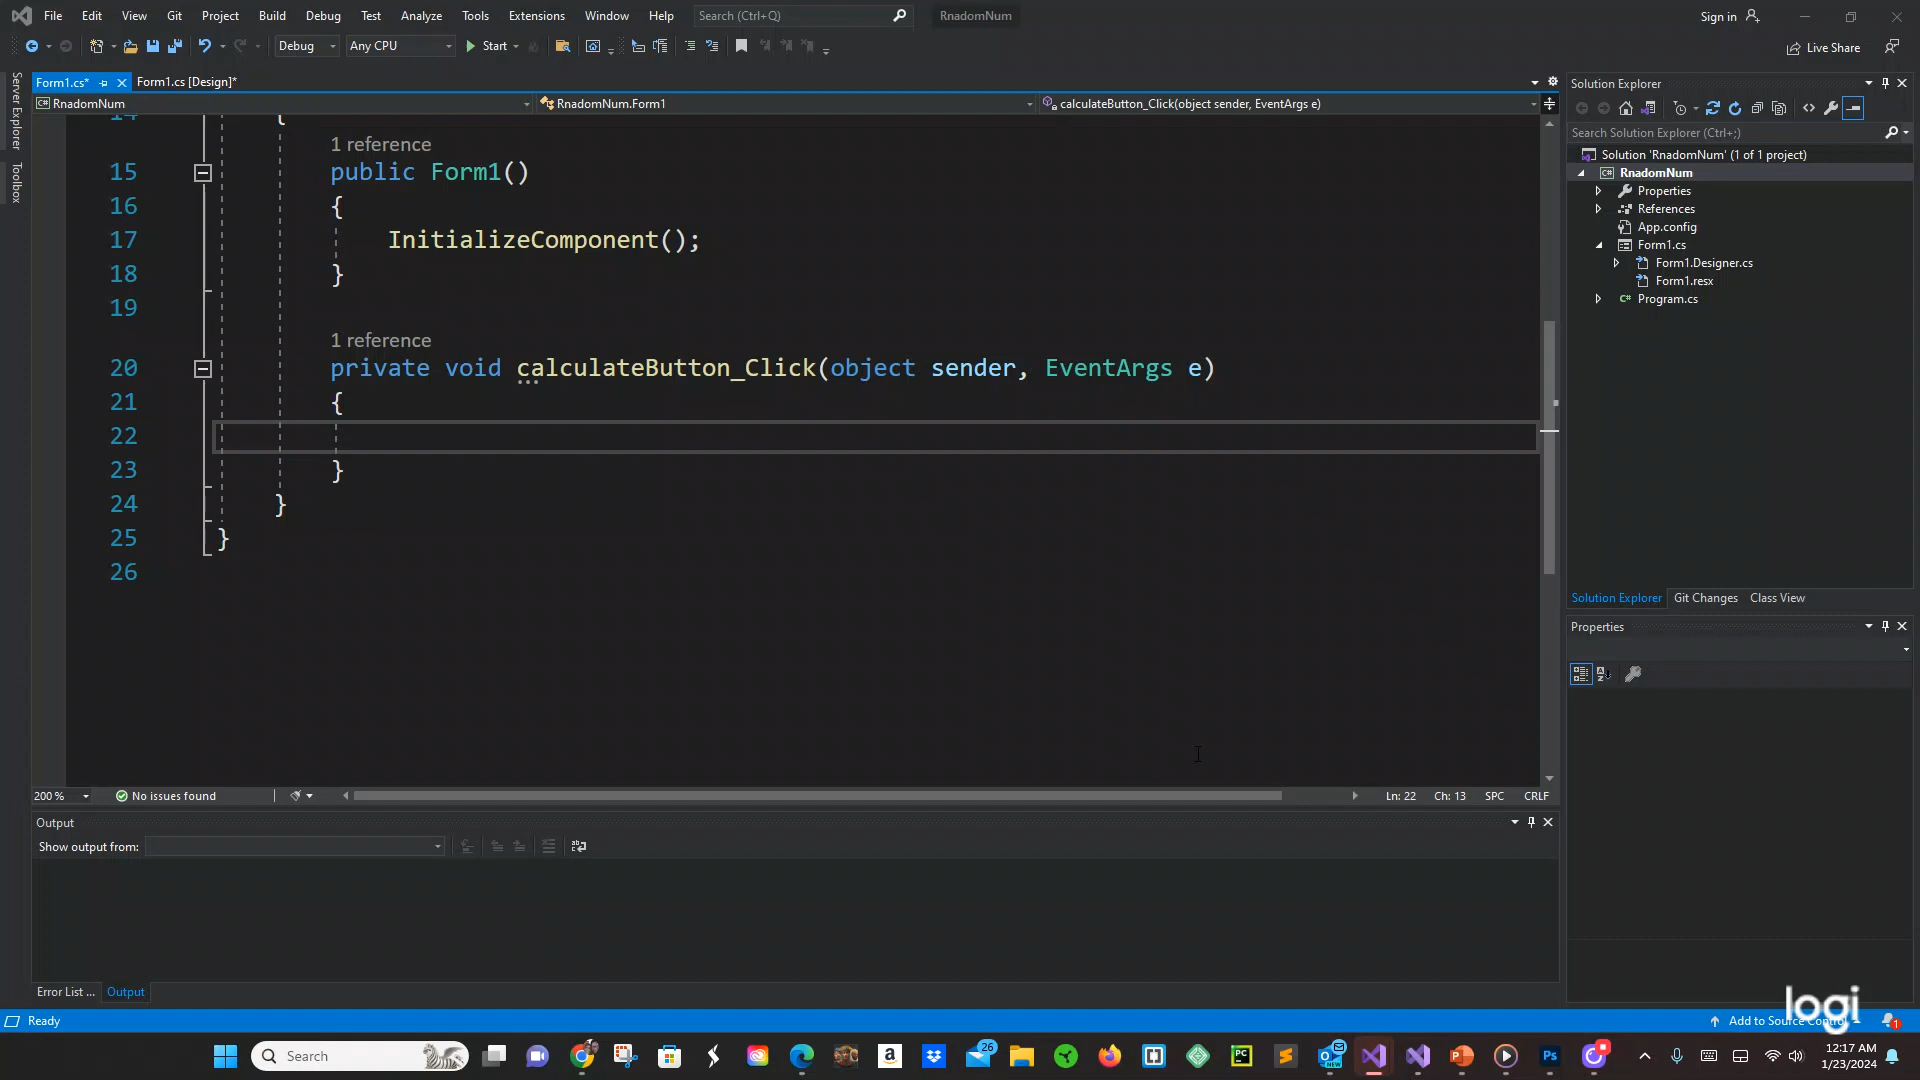 File Edit View Git Project Build Debug Test Analyze Tools Extensions Window Help Search (Ctrl+Q) RnadomNum Sign in
Debug Any CPU Start Live Share
Server Explorer
Toolbox
Form1.cs* Form1.cs [Design]*
RnadomNum RnadomNum.Form1 calculateButton_Click(object sender, EventArgs e)
14 {
1 reference
15 public Form1()
16 {
17 InitializeComponent();
18 }
19
1 reference
20 private void calculateButton_Click(object sender, EventArgs e)
21 {
22
23 }
24 }
25 }
26
200 % No issues found Ln: 22 Ch: 13 SPC CRLF
Output
Show output from:
Error List ... Output
Solution Explorer
Search Solution Explorer (Ctrl+;)
Solution 'RnadomNum' (1 of 1 project)
RnadomNum
Properties
References
App.config
Form1.cs
Form1.Designer.cs
Form1.resx
Program.cs
Solution Explorer Git Changes Class View
Properties
logi
Ready Add to Source Control 1
Search 26 12:17 AM
1/23/2024